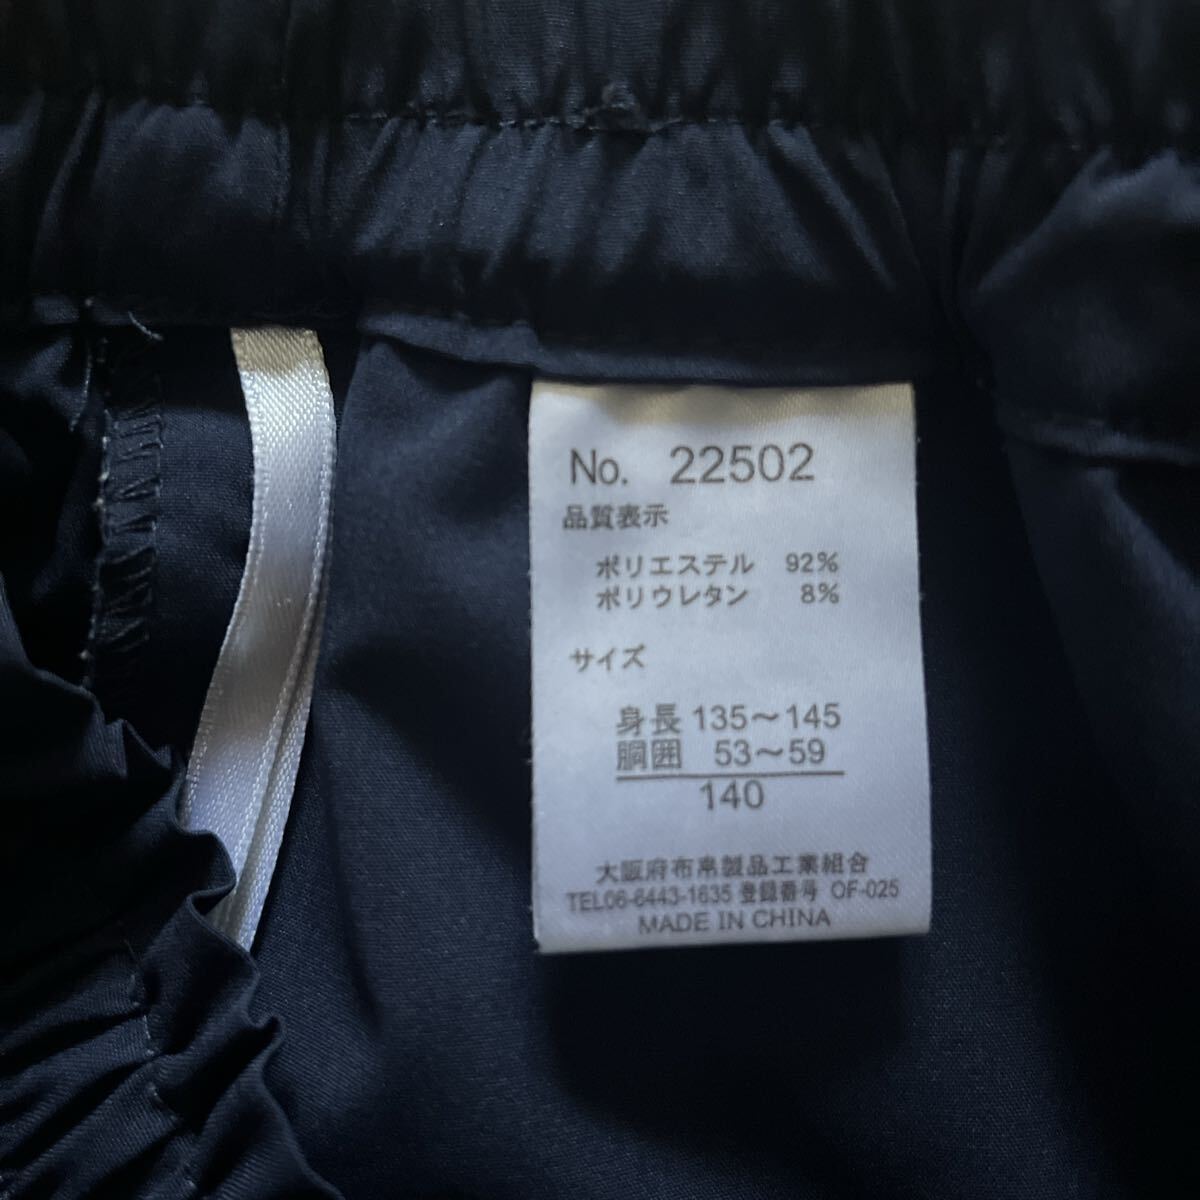 No. 22502
品質表示
ポリエステル 92%
ポリウレタン 8%
サイズ
身長 135～145
胴囲 53～59
140
大阪府布帛製品工業組合
TEL06-6443-1635 登録番号 OF-025
MADE IN CHINA